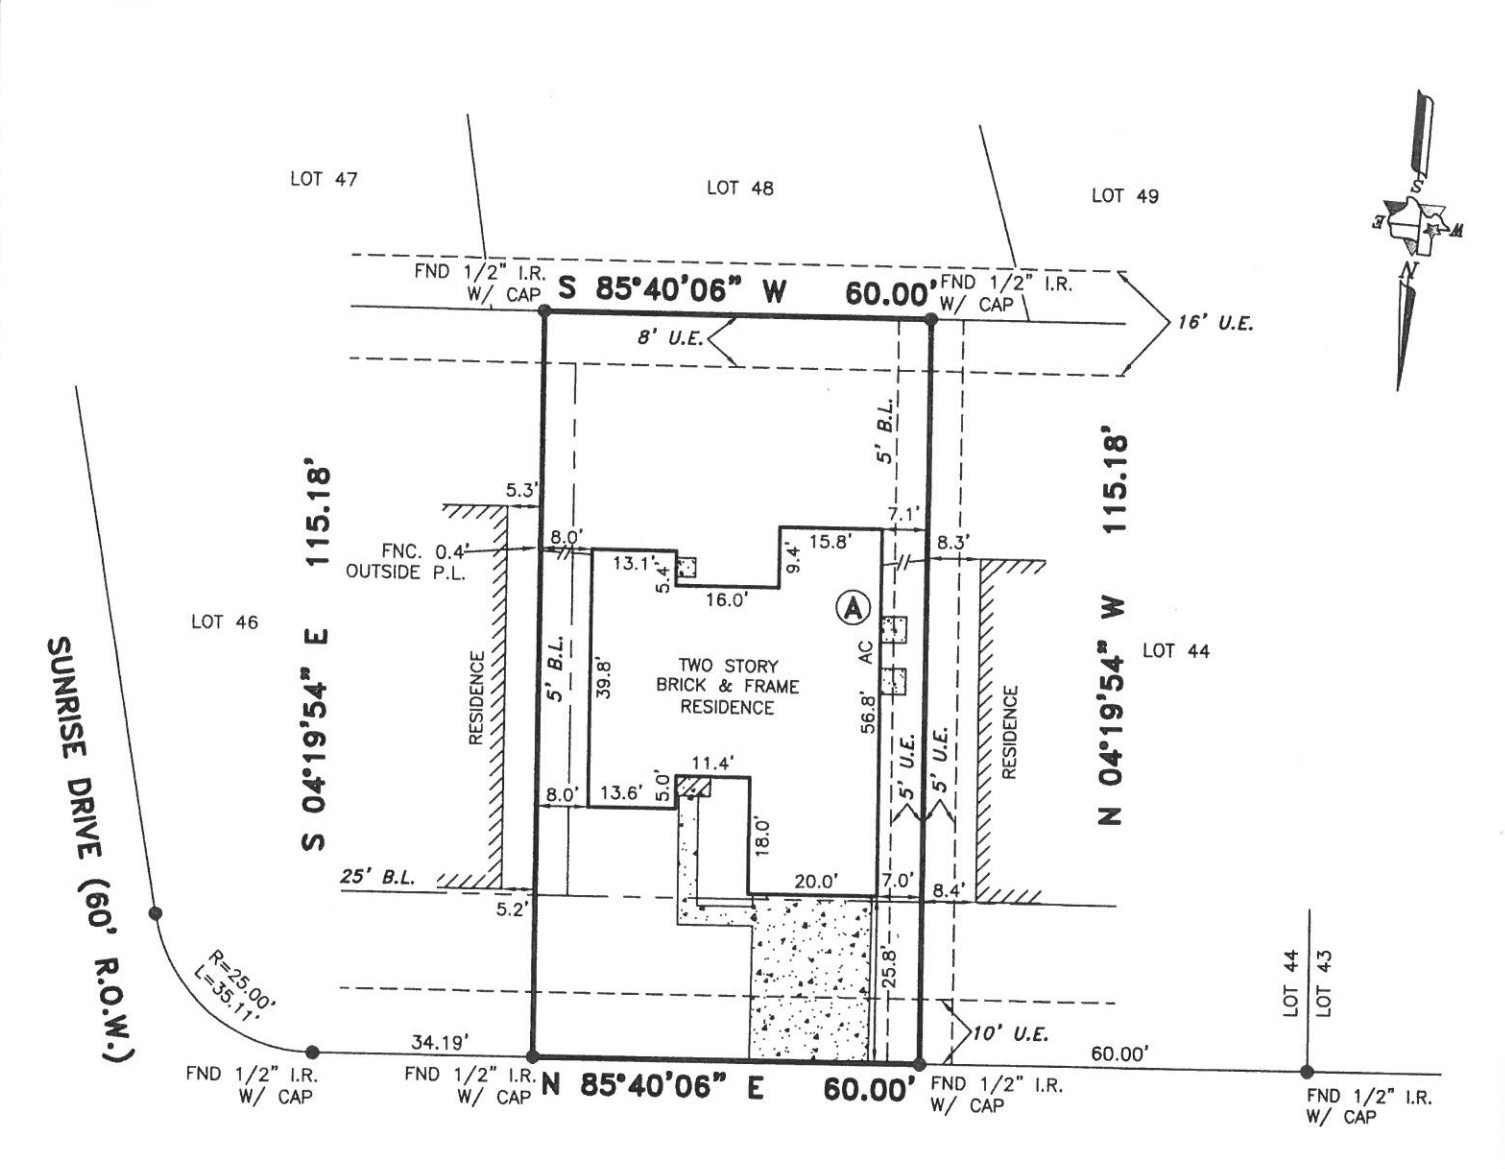 LOT 47
LOT 48
LOT 49
S
E
W
N
FND 1/2" I.R.
W/ CAP
S 85°40'06" W 60.00'
FND 1/2" I.R.
W/ CAP
8' U.E.
16' U.E.
5' B.L.
S 04°19'54" E 115.18'
N 04°19'54" W 115.18'
5.3'
7.1'
8.0'
8.3'
FNC. 0.4'
OUTSIDE P.L.
13.1'
5.4'
16.0'
9.4'
15.8'
A
LOT 46
LOT 44
SUNRISE DRIVE (60' R.O.W.)
RESIDENCE
5' B.L.
39.8'
TWO STORY
BRICK & FRAME
RESIDENCE
AC
56.8'
5' U.E.
5' U.E.
RESIDENCE
11.4'
5.0'
13.6'
8.0'
18.0'
20.0'
7.0'
8.4'
25' B.L.
5.2'
25.8'
R=25.00'
L=35.11'
LOT 44
LOT 43
10' U.E.
34.19'
60.00'
FND 1/2" I.R.
W/ CAP
FND 1/2" I.R.
W/ CAP
N 85°40'06" E 60.00'
FND 1/2" I.R.
W/ CAP
FND 1/2" I.R.
W/ CAP